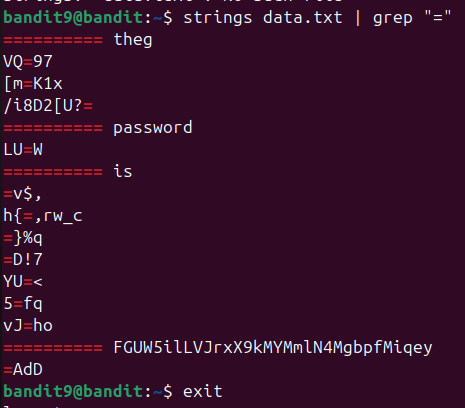 bandit9@bandit:~$ strings data.txt | grep "="
========== theg
VQ=97
[m=K1x
/i8D2[U?=
========== password
LU=W
========== is
=v$,
h{=,rw_c
=}%q
=D!7
YU=<
5=fq
vJ=ho
========== FGUW5ilLVJrxX9kMYMmlN4MgbpfMiqey
=AdD
bandit9@bandit:~$ exit